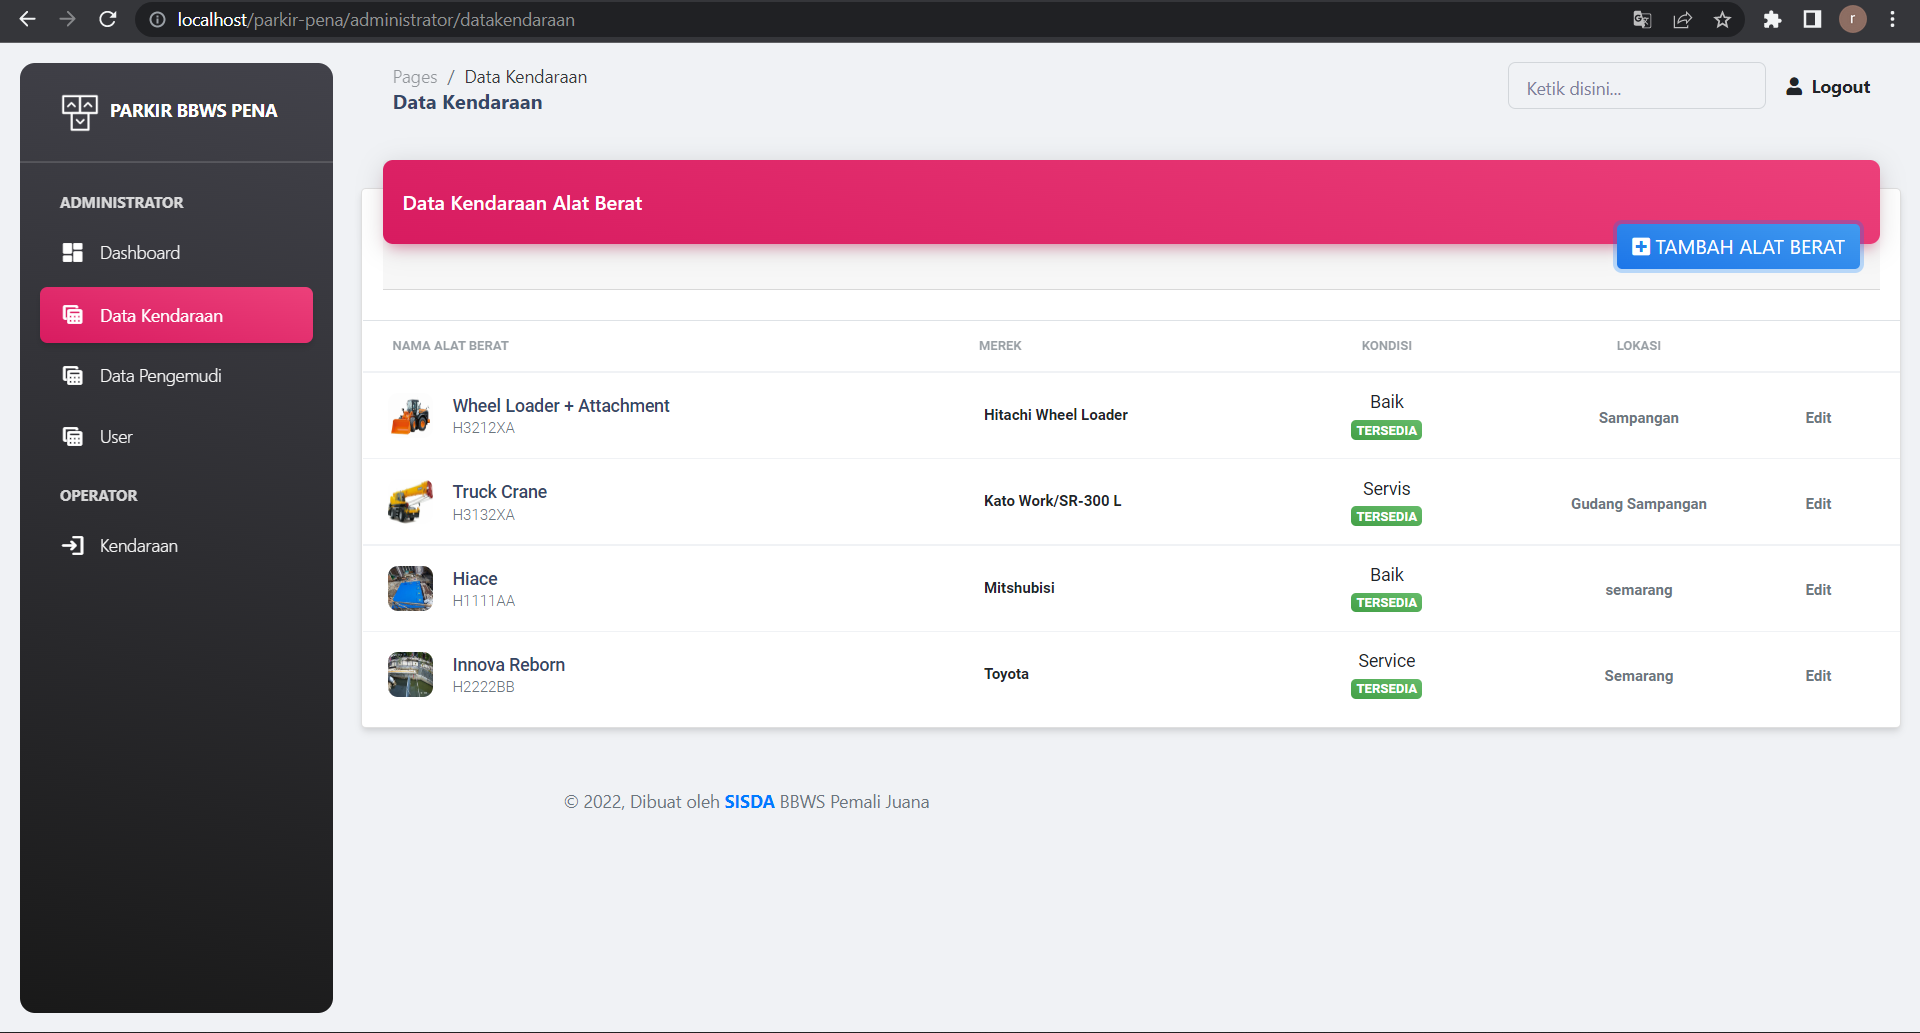 localhost/parkir-pena/administrator/datakendaraan
r
PARKIR BBWS PENA
ADMINISTRATOR
Dashboard
Data Kendaraan
Data Pengemudi
User
OPERATOR
Kendaraan
Pages / Data Kendaraan
Data Kendaraan
Ketik disini...
Logout
Data Kendaraan Alat Berat
TAMBAH ALAT BERAT
NAMA ALAT BERAT MEREK KONDISI LOKASI
Wheel Loader + Attachment
H3212XA
Hitachi Wheel Loader
Baik
TERSEDIA
Sampangan
Edit
Truck Crane
H3132XA
Kato Work/SR-300 L
Servis
TERSEDIA
Gudang Sampangan
Edit
Hiace
H1111AA
Mitshubisi
Baik
TERSEDIA
semarang
Edit
Innova Reborn
H2222BB
Toyota
Service
TERSEDIA
Semarang
Edit
© 2022, Dibuat oleh SISDA BBWS Pemali Juana